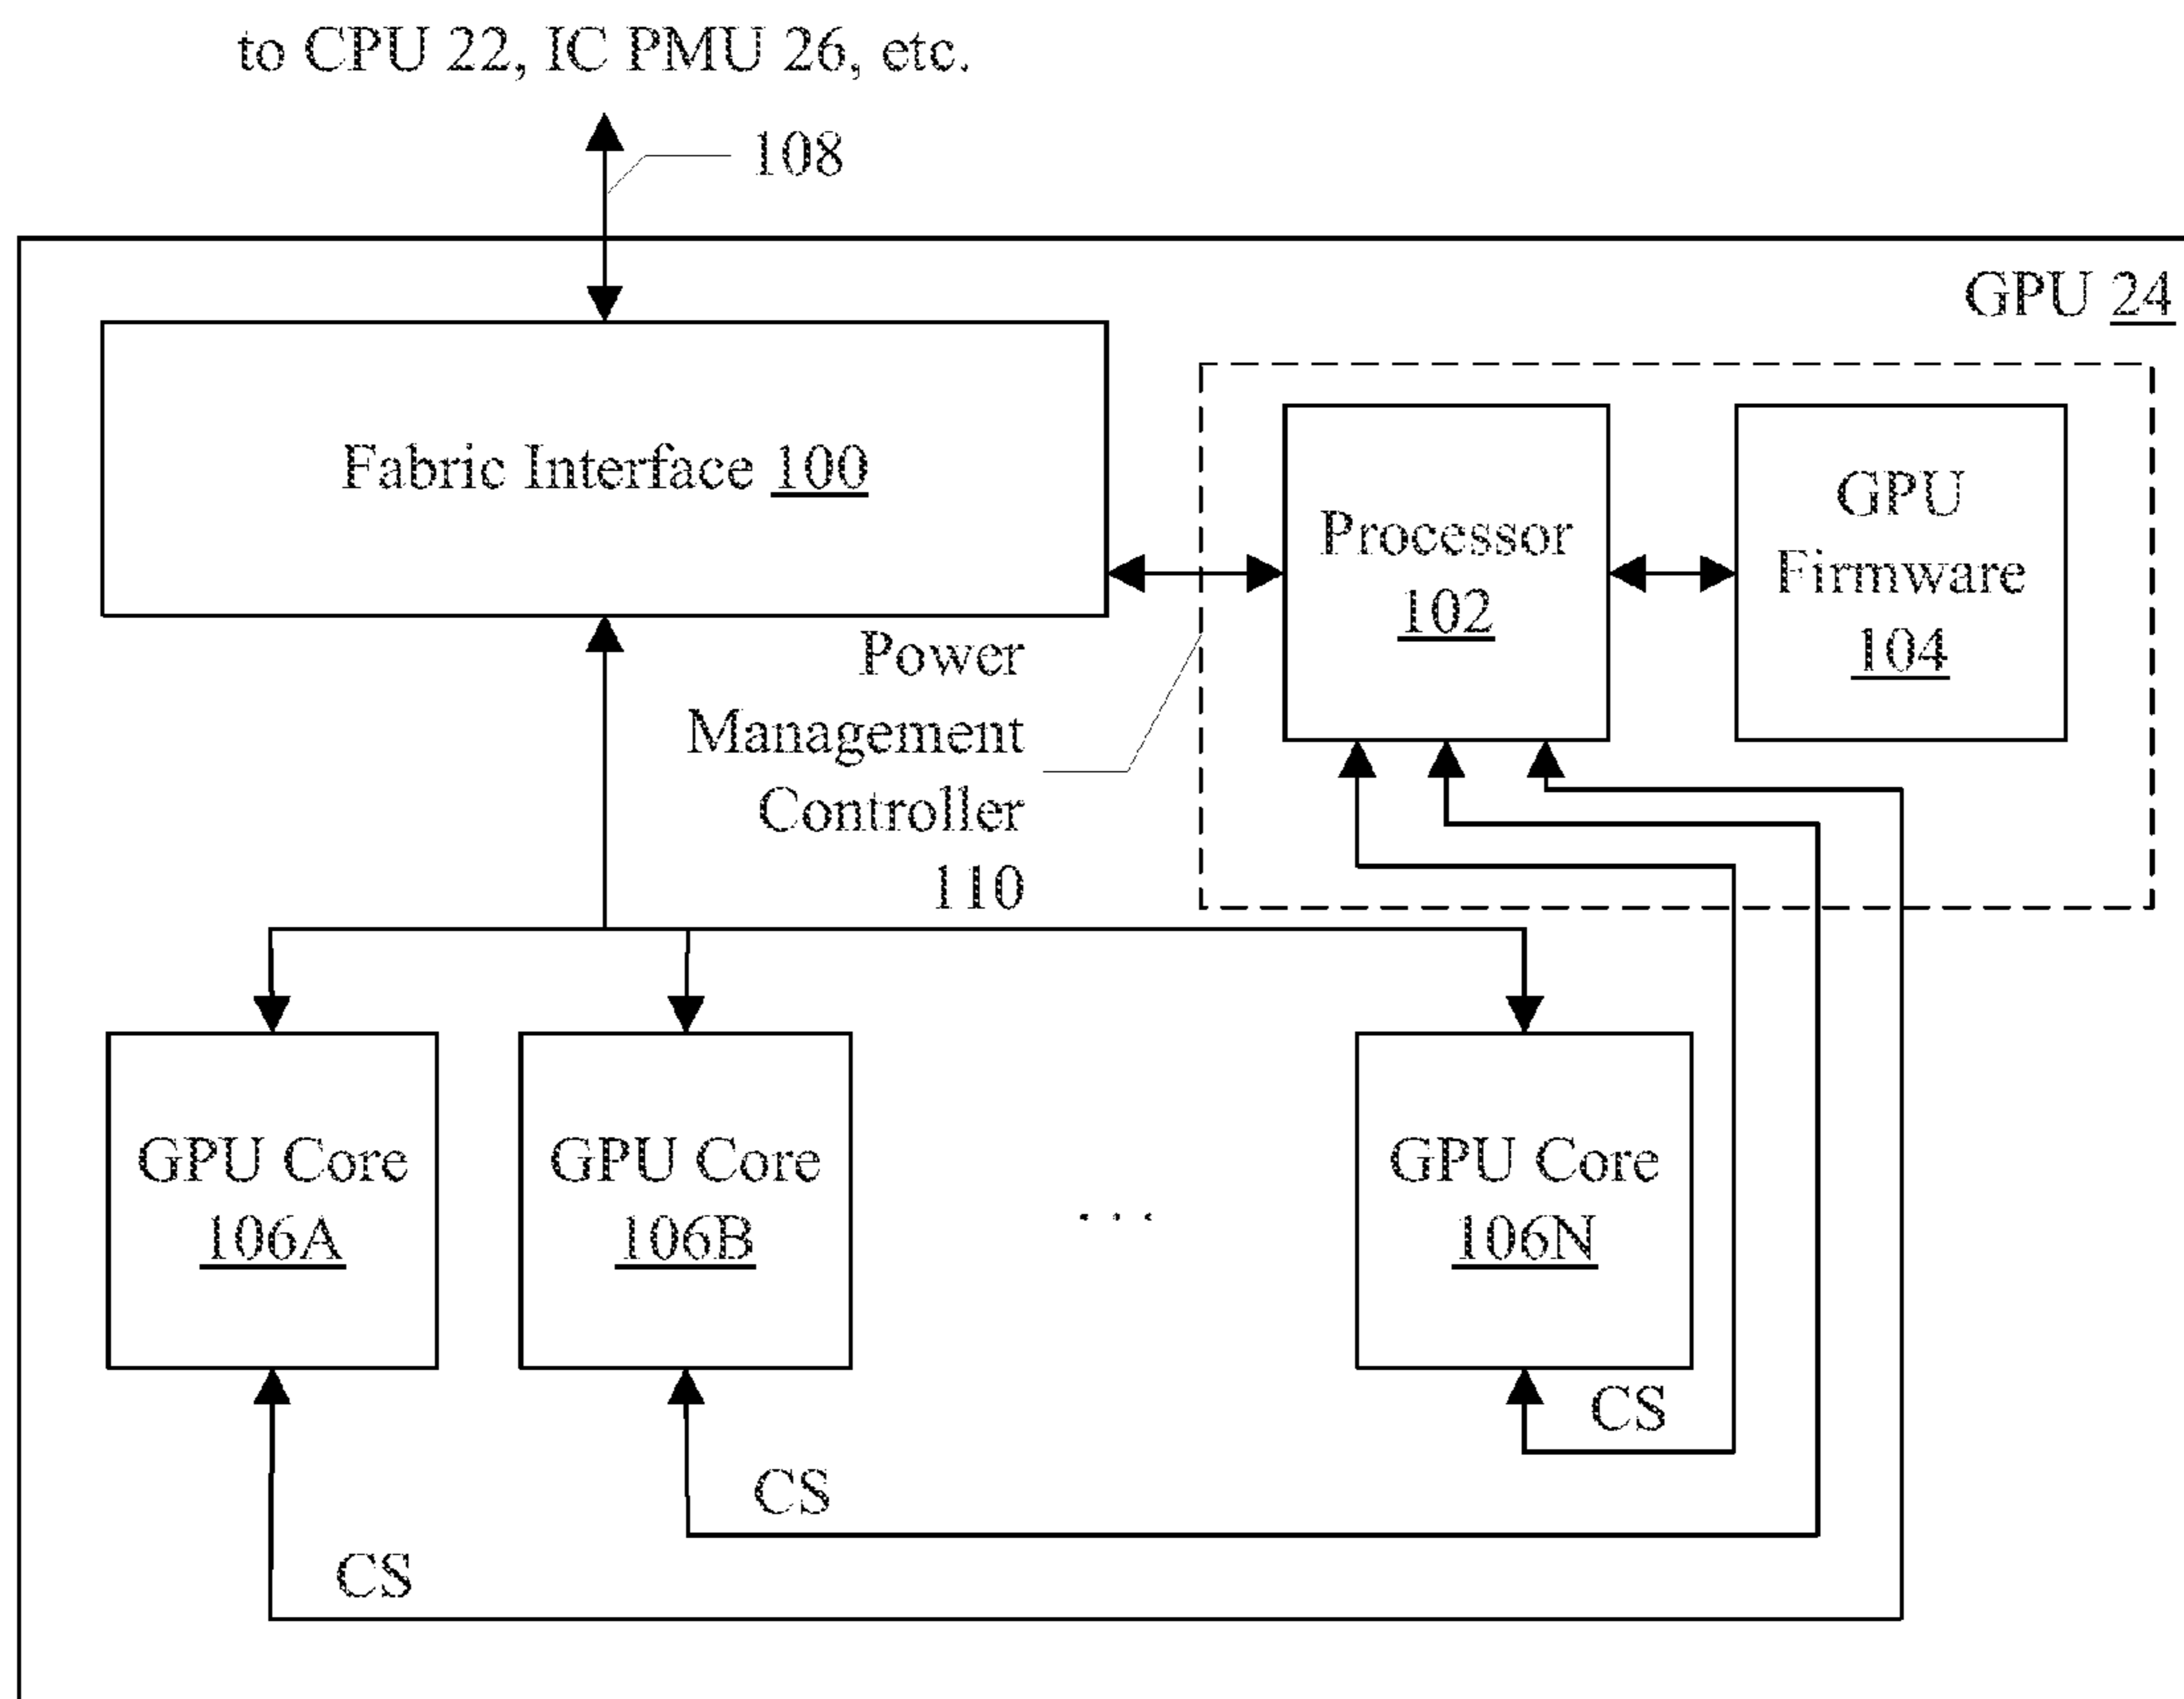 to CPU 22, IC PMU 26, etc.
108
GPU 24
Fabric Interface 100
Processor
102
GPU
Firmware
104
Power
Management
Controller
110
GPU Core
106A
GPU Core
106B
. . .
GPU Core
106N
CS
CS
CS